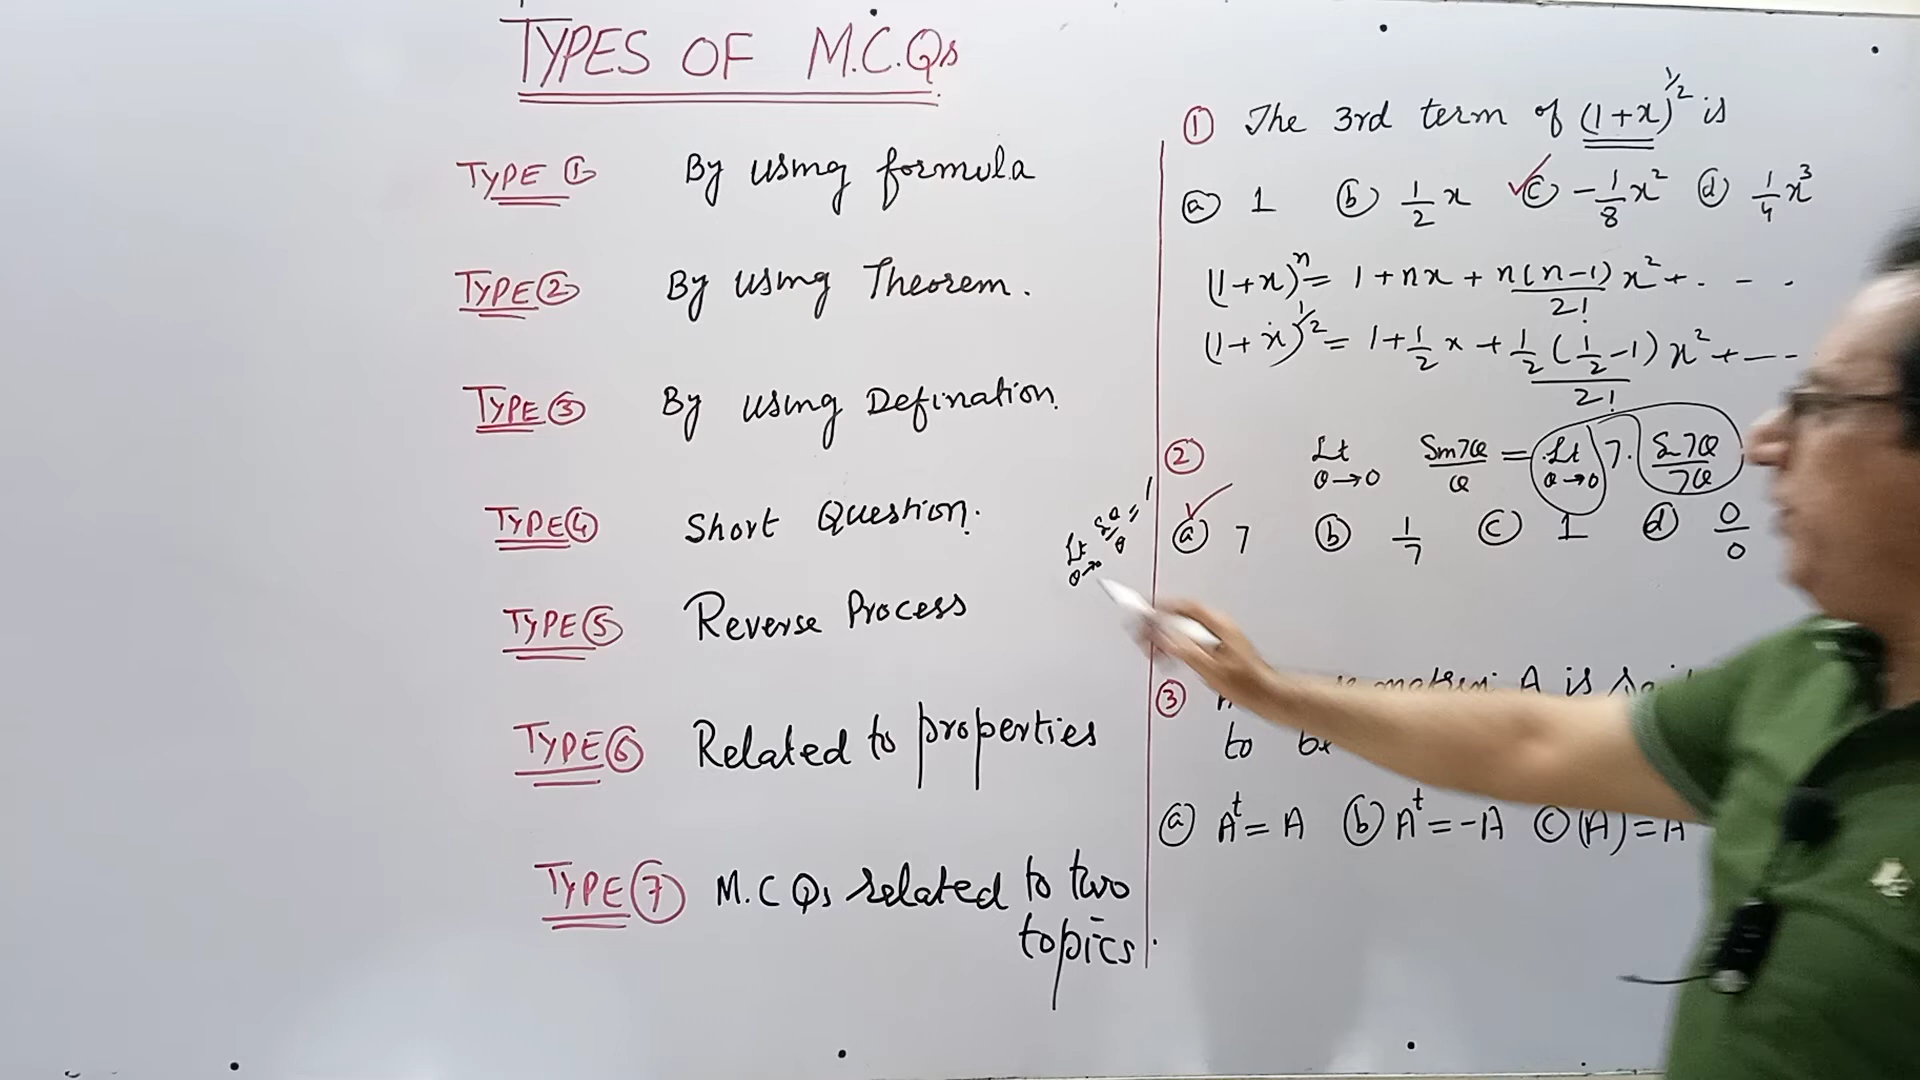 TYPES OF M.C.Qs
TYPE ① By using formula
TYPE ② By using Theorem.
TYPE ③ By using Defination.
TYPE ④ Short Question.
TYPE ⑤ Reverse Process
TYPE ⑥ Related to properties
TYPE ⑦ M.C Qs related to two
topics.
① The 3rd term of (1+x)^1/2 is
ⓐ 1 ⓑ 1/2 x ⓒ -1/8 x² ⓓ 1/4 x³
(1+x)^n = 1 + nx + n(n-1)/2! x² + . - - .
(1+x)^1/2 = 1 + 1/2 x + 1/2 (1/2 -1)/2! x² + - - -
② Lt θ→0 Sin7θ/θ = Lt θ→0 7. Sin7θ/7θ
ⓐ 7 ⓑ 1/7 ⓒ 1 ⓓ 0/0
Lt θ→0 Sinθ/θ = 1
③ A is
to be
ⓐ A^t = A ⓑ A^t = -A ⓒ (A) = A